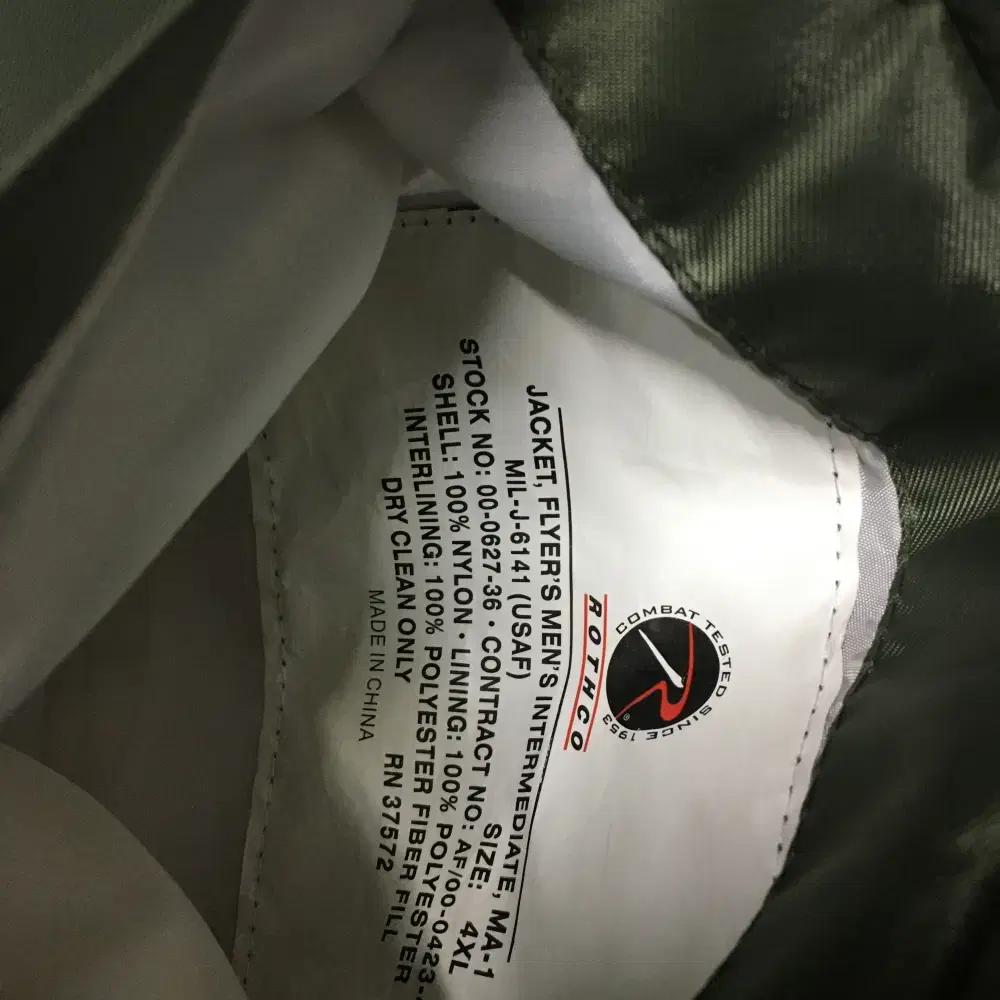 COMBAT TESTED SINCE 1953
®
ROTHCO
JACKET, FLYER'S MEN'S INTERMEDIATE, MA-1
MIL-J-6141 (USAF) SIZE: 4XL
STOCK NO: 00-0627-36 • CONTRACT NO: AF/00-0423-
SHELL: 100% NYLON • LINING: 100% POLYESTER
INTERLINING: 100% POLYESTER FIBER FILL
DRY CLEAN ONLY RN 37572
MADE IN CHINA